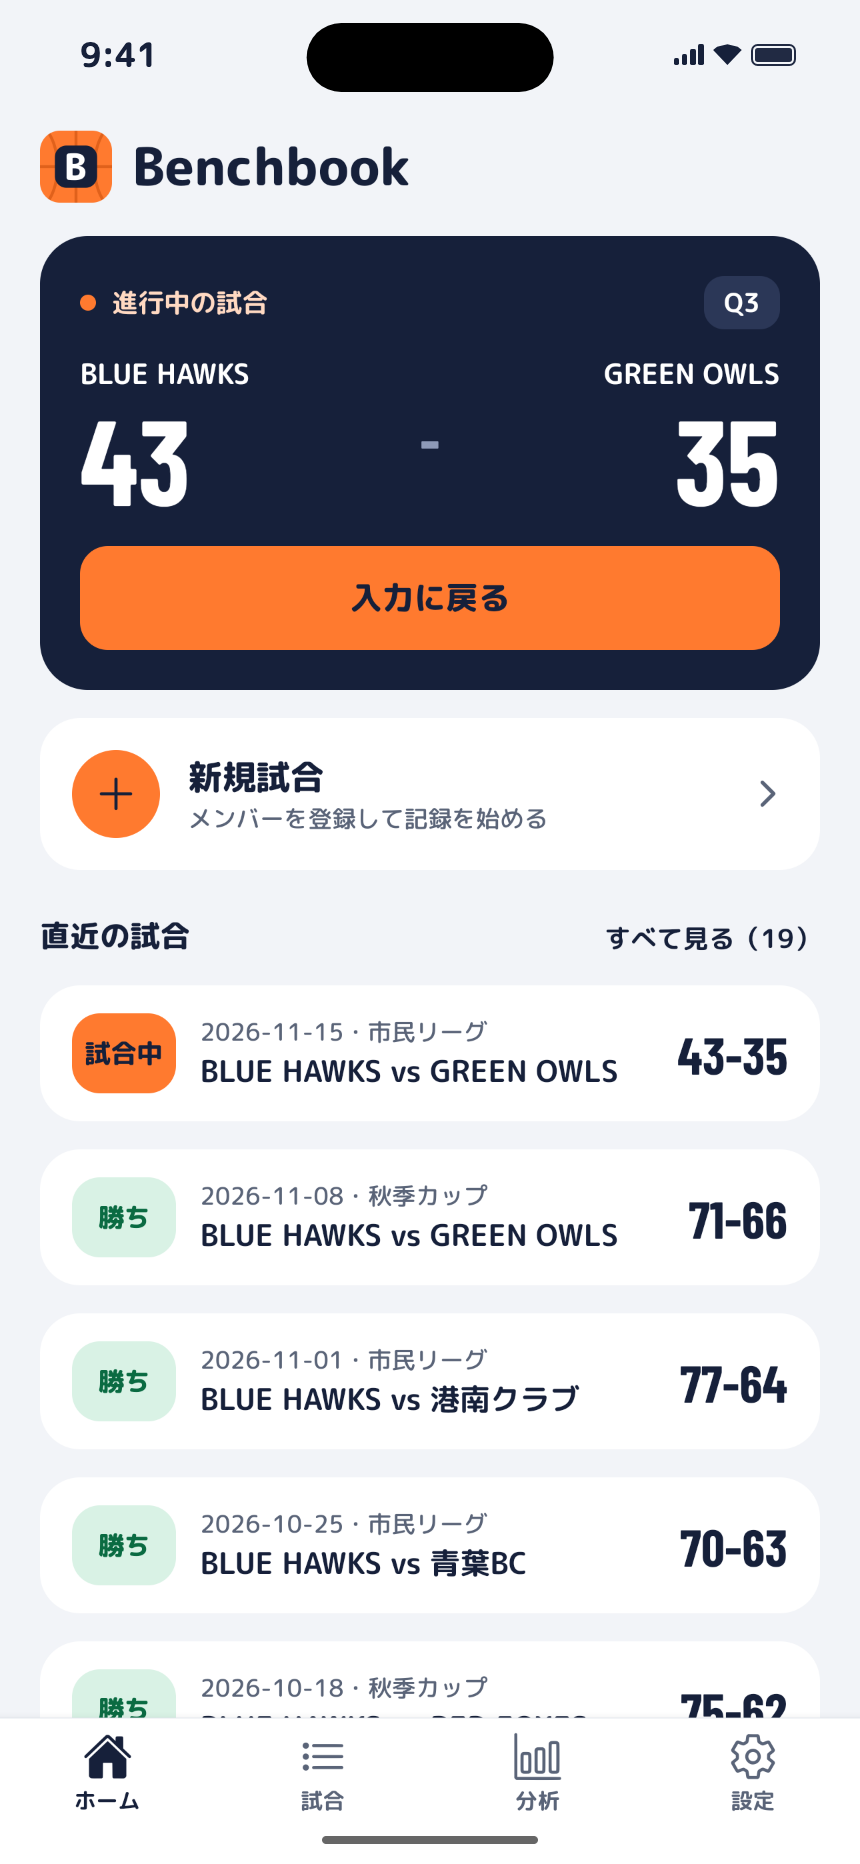 9:41
B Benchbook
進行中の試合 Q3
BLUE HAWKS GREEN OWLS
43 - 35
入力に戻る
新規試合
メンバーを登録して記録を始める
直近の試合 すべて見る（19）
2026-11-15・市民リーグ
試合中 BLUE HAWKS vs GREEN OWLS 43-35
2026-11-08・秋季カップ
勝ち BLUE HAWKS vs GREEN OWLS 71-66
2026-11-01・市民リーグ
勝ち BLUE HAWKS vs 港南クラブ 77-64
2026-10-25・市民リーグ
勝ち BLUE HAWKS vs 青葉BC 70-63
2026-10-18・秋季カップ
勝ち 75-62
ホーム 試合 分析 設定